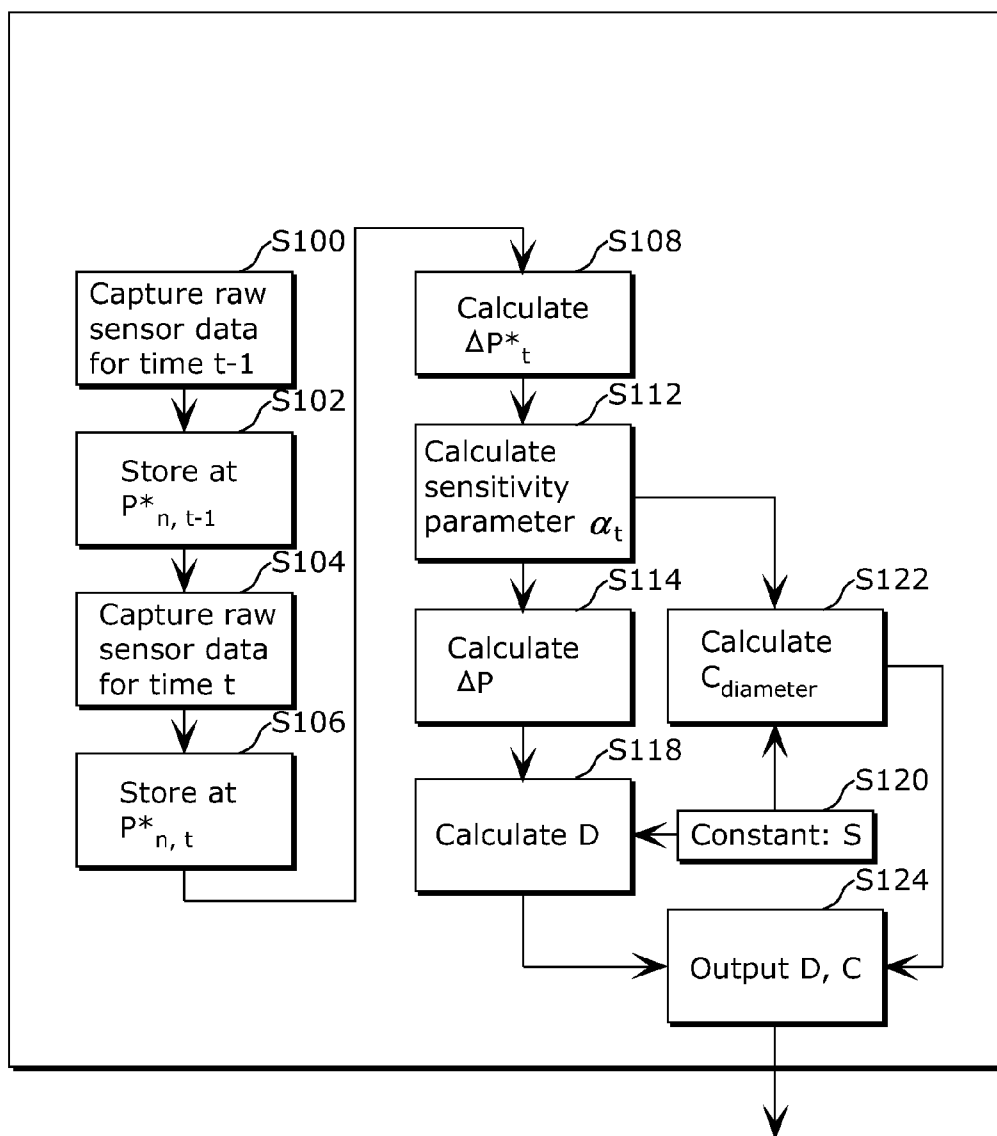 S100
Capture raw
sensor data
for time t-1
S102
Store at
P*n, t-1
S104
Capture raw
sensor data
for time t
S106
Store at
P*n, t
S108
Calculate
ΔP*t
S112
Calculate
sensitivity
parameter αt
S114
Calculate
ΔP
S122
Calculate
Cdiameter
S118
Calculate D
S120
Constant: S
S124
Output D, C